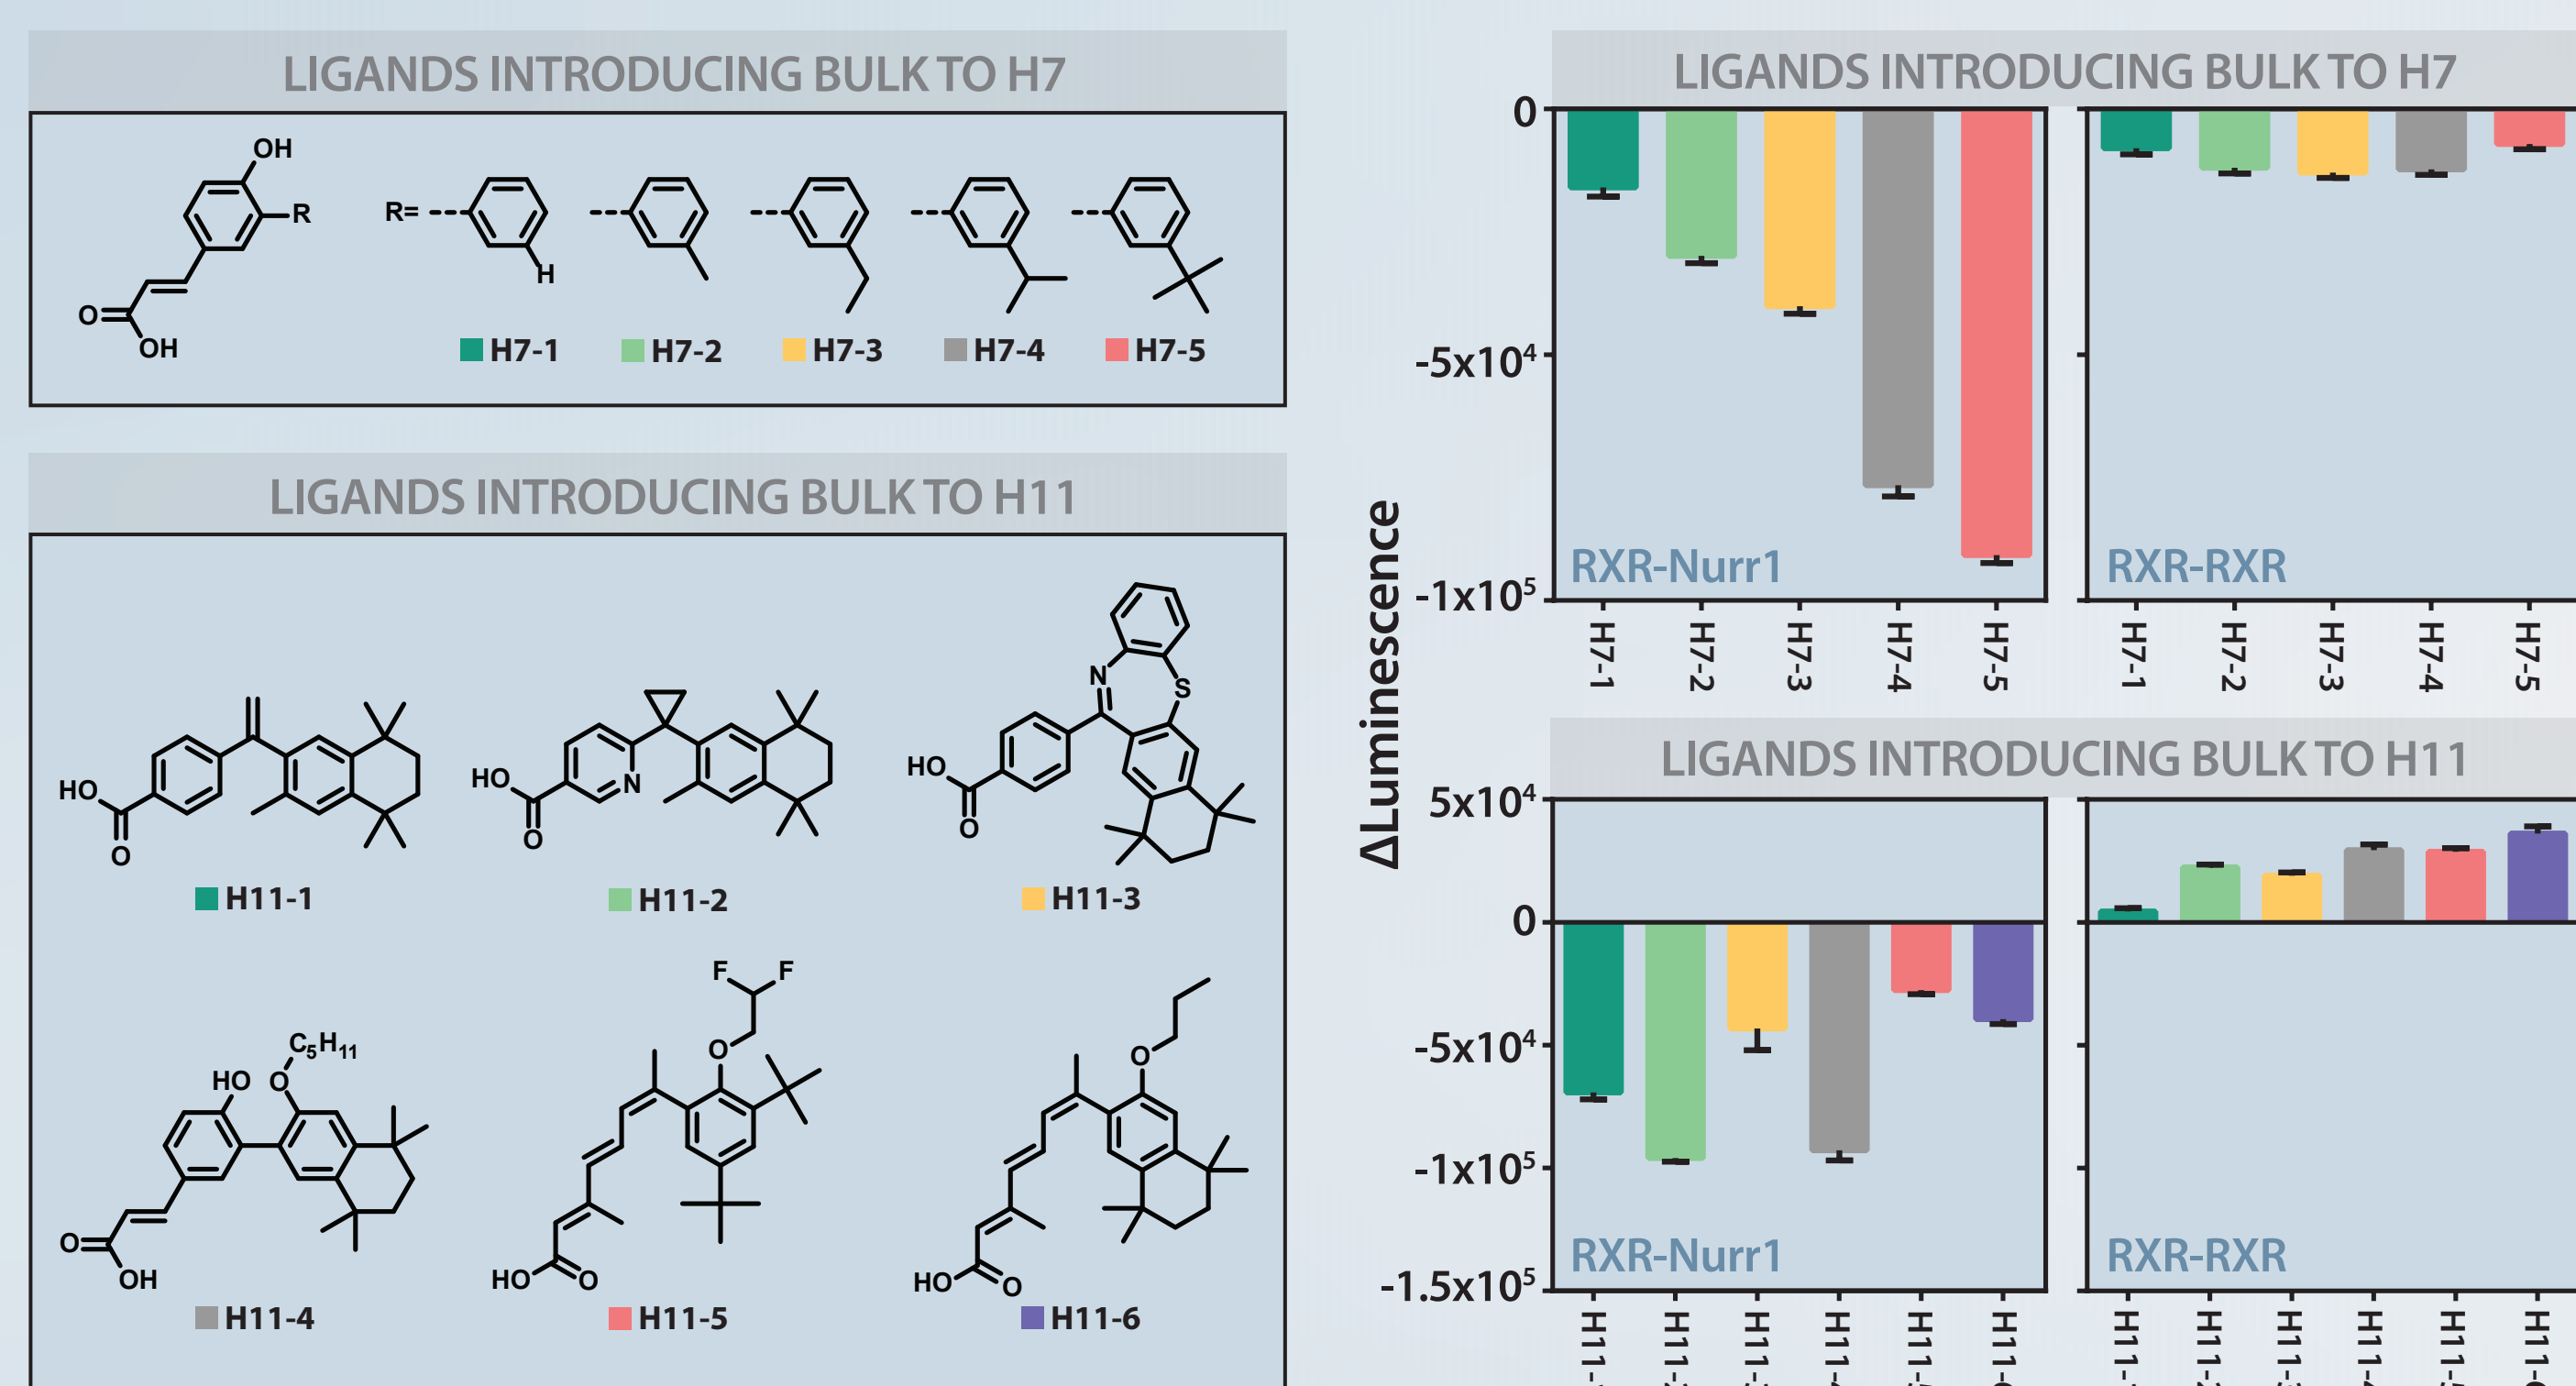 LIGANDS INTRODUCING BULK TO H7
OH
R
O
OH
R=
H
H7-1 H7-2 H7-3 H7-4 H7-5
LIGANDS INTRODUCING BULK TO H11
HO
O
H11-1
HO
O
N
H11-2
HO
O
N
S
H11-3
C5H11
HO
O
O
OH
H11-4
F F
O
HO
O
H11-5
O
HO
O
H11-6
ΔLuminescence
LIGANDS INTRODUCING BULK TO H7
0
-5x10⁴
-1x10⁵
RXR-Nurr1
H7-1 H7-2 H7-3 H7-4 H7-5
RXR-RXR
H7-1 H7-2 H7-3 H7-4 H7-5
LIGANDS INTRODUCING BULK TO H11
5x10⁴
0
-5x10⁴
-1x10⁵
-1.5x10⁵
RXR-Nurr1
RXR-RXR